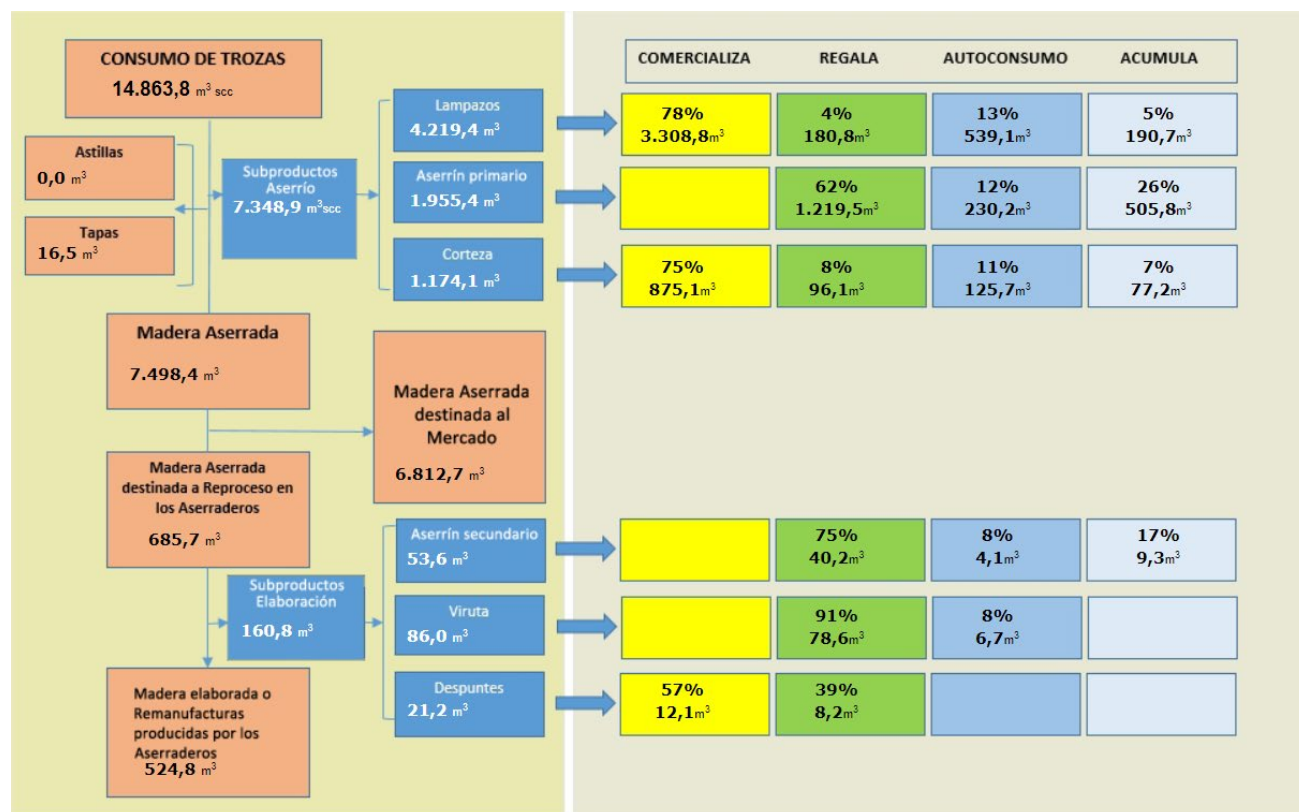 CONSUMO DE TROZAS
14.863,8 m³ scc
Astillas
0,0 m³
Tapas
16,5 m³
Subproductos
Aserrío
7.348,9 m³scc
Lampazos
4.219,4 m³
Aserrín primario
1.955,4 m³
Corteza
1.174,1 m³
Madera Aserrada
7.498,4 m³
Madera Aserrada
destinada al
Mercado
6.812,7 m³
Madera Aserrada
destinada a Reproceso en
los Aserraderos
685,7 m³
Subproductos
Elaboración
160,8 m³
Aserrín secundario
53,6 m³
Viruta
86,0 m³
Despuntes
21,2 m³
Madera elaborada o
Remanufacturas
producidas por los
Aserraderos
524,8 m³
COMERCIALIZA REGALA AUTOCONSUMO ACUMULA
78% 4% 13% 5%
3.308,8m³ 180,8m³ 539,1m³ 190,7m³
62% 12% 26%
1.219,5m³ 230,2m³ 505,8m³
75% 8% 11% 7%
875,1m³ 96,1m³ 125,7m³ 77,2m³
75% 8% 17%
40,2m³ 4,1m³ 9,3m³
91% 8%
78,6m³ 6,7m³
57% 39%
12,1m³ 8,2m³